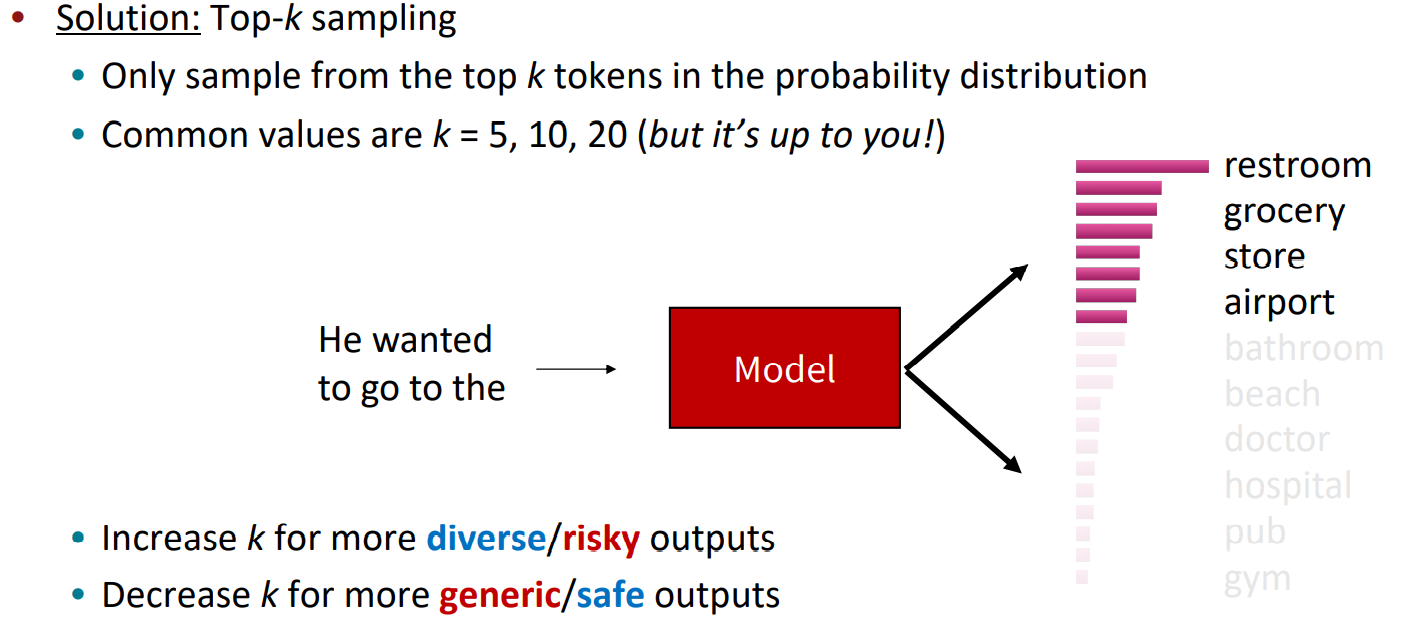 • Solution: Top-k sampling
• Only sample from the top k tokens in the probability distribution
• Common values are k = 5, 10, 20 (but it’s up to you!)
He wanted
to go to the
Model
restroom
grocery
store
airport
bathroom
beach
doctor
hospital
pub
gym
• Increase k for more diverse/risky outputs
• Decrease k for more generic/safe outputs